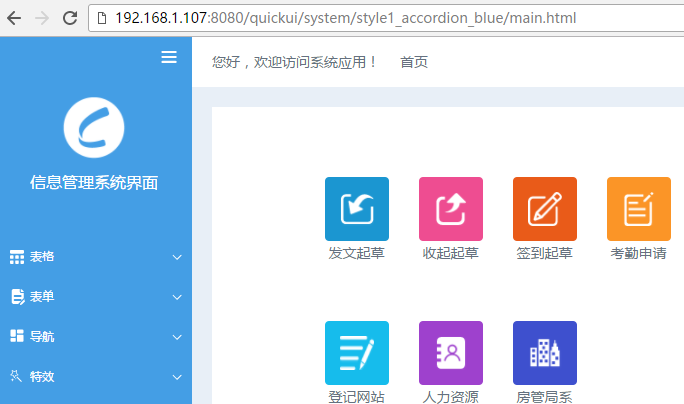 192.168.1.107:8080/quickui/system/style1_accordion_blue/main.html
您好，欢迎访问系统应用！ 首页
信息管理系统界面
表格
表单
导航
特效
发文起草 收起起草 签到起草 考勤申请
登记网站 人力资源 房管局系